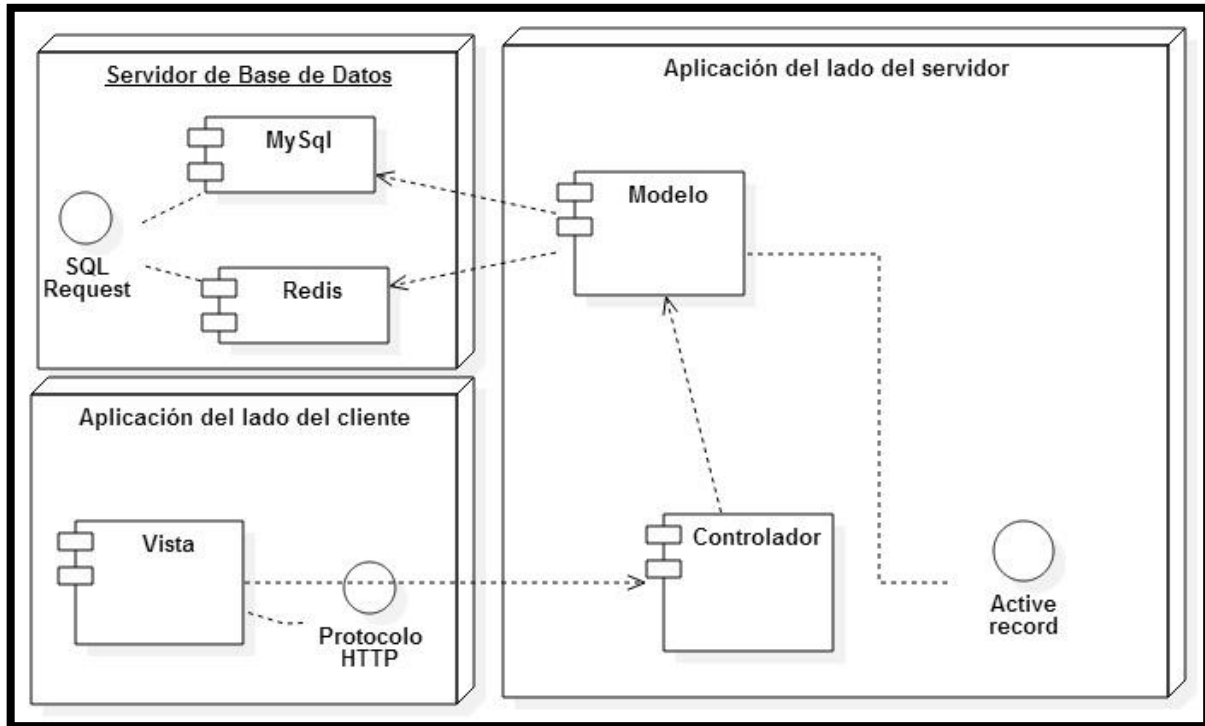 Servidor de Base de Datos
MySql
SQL
Request
Redis
Aplicación del lado del servidor
Modelo
Controlador
Active
record
Aplicación del lado del cliente
Vista
Protocolo
HTTP